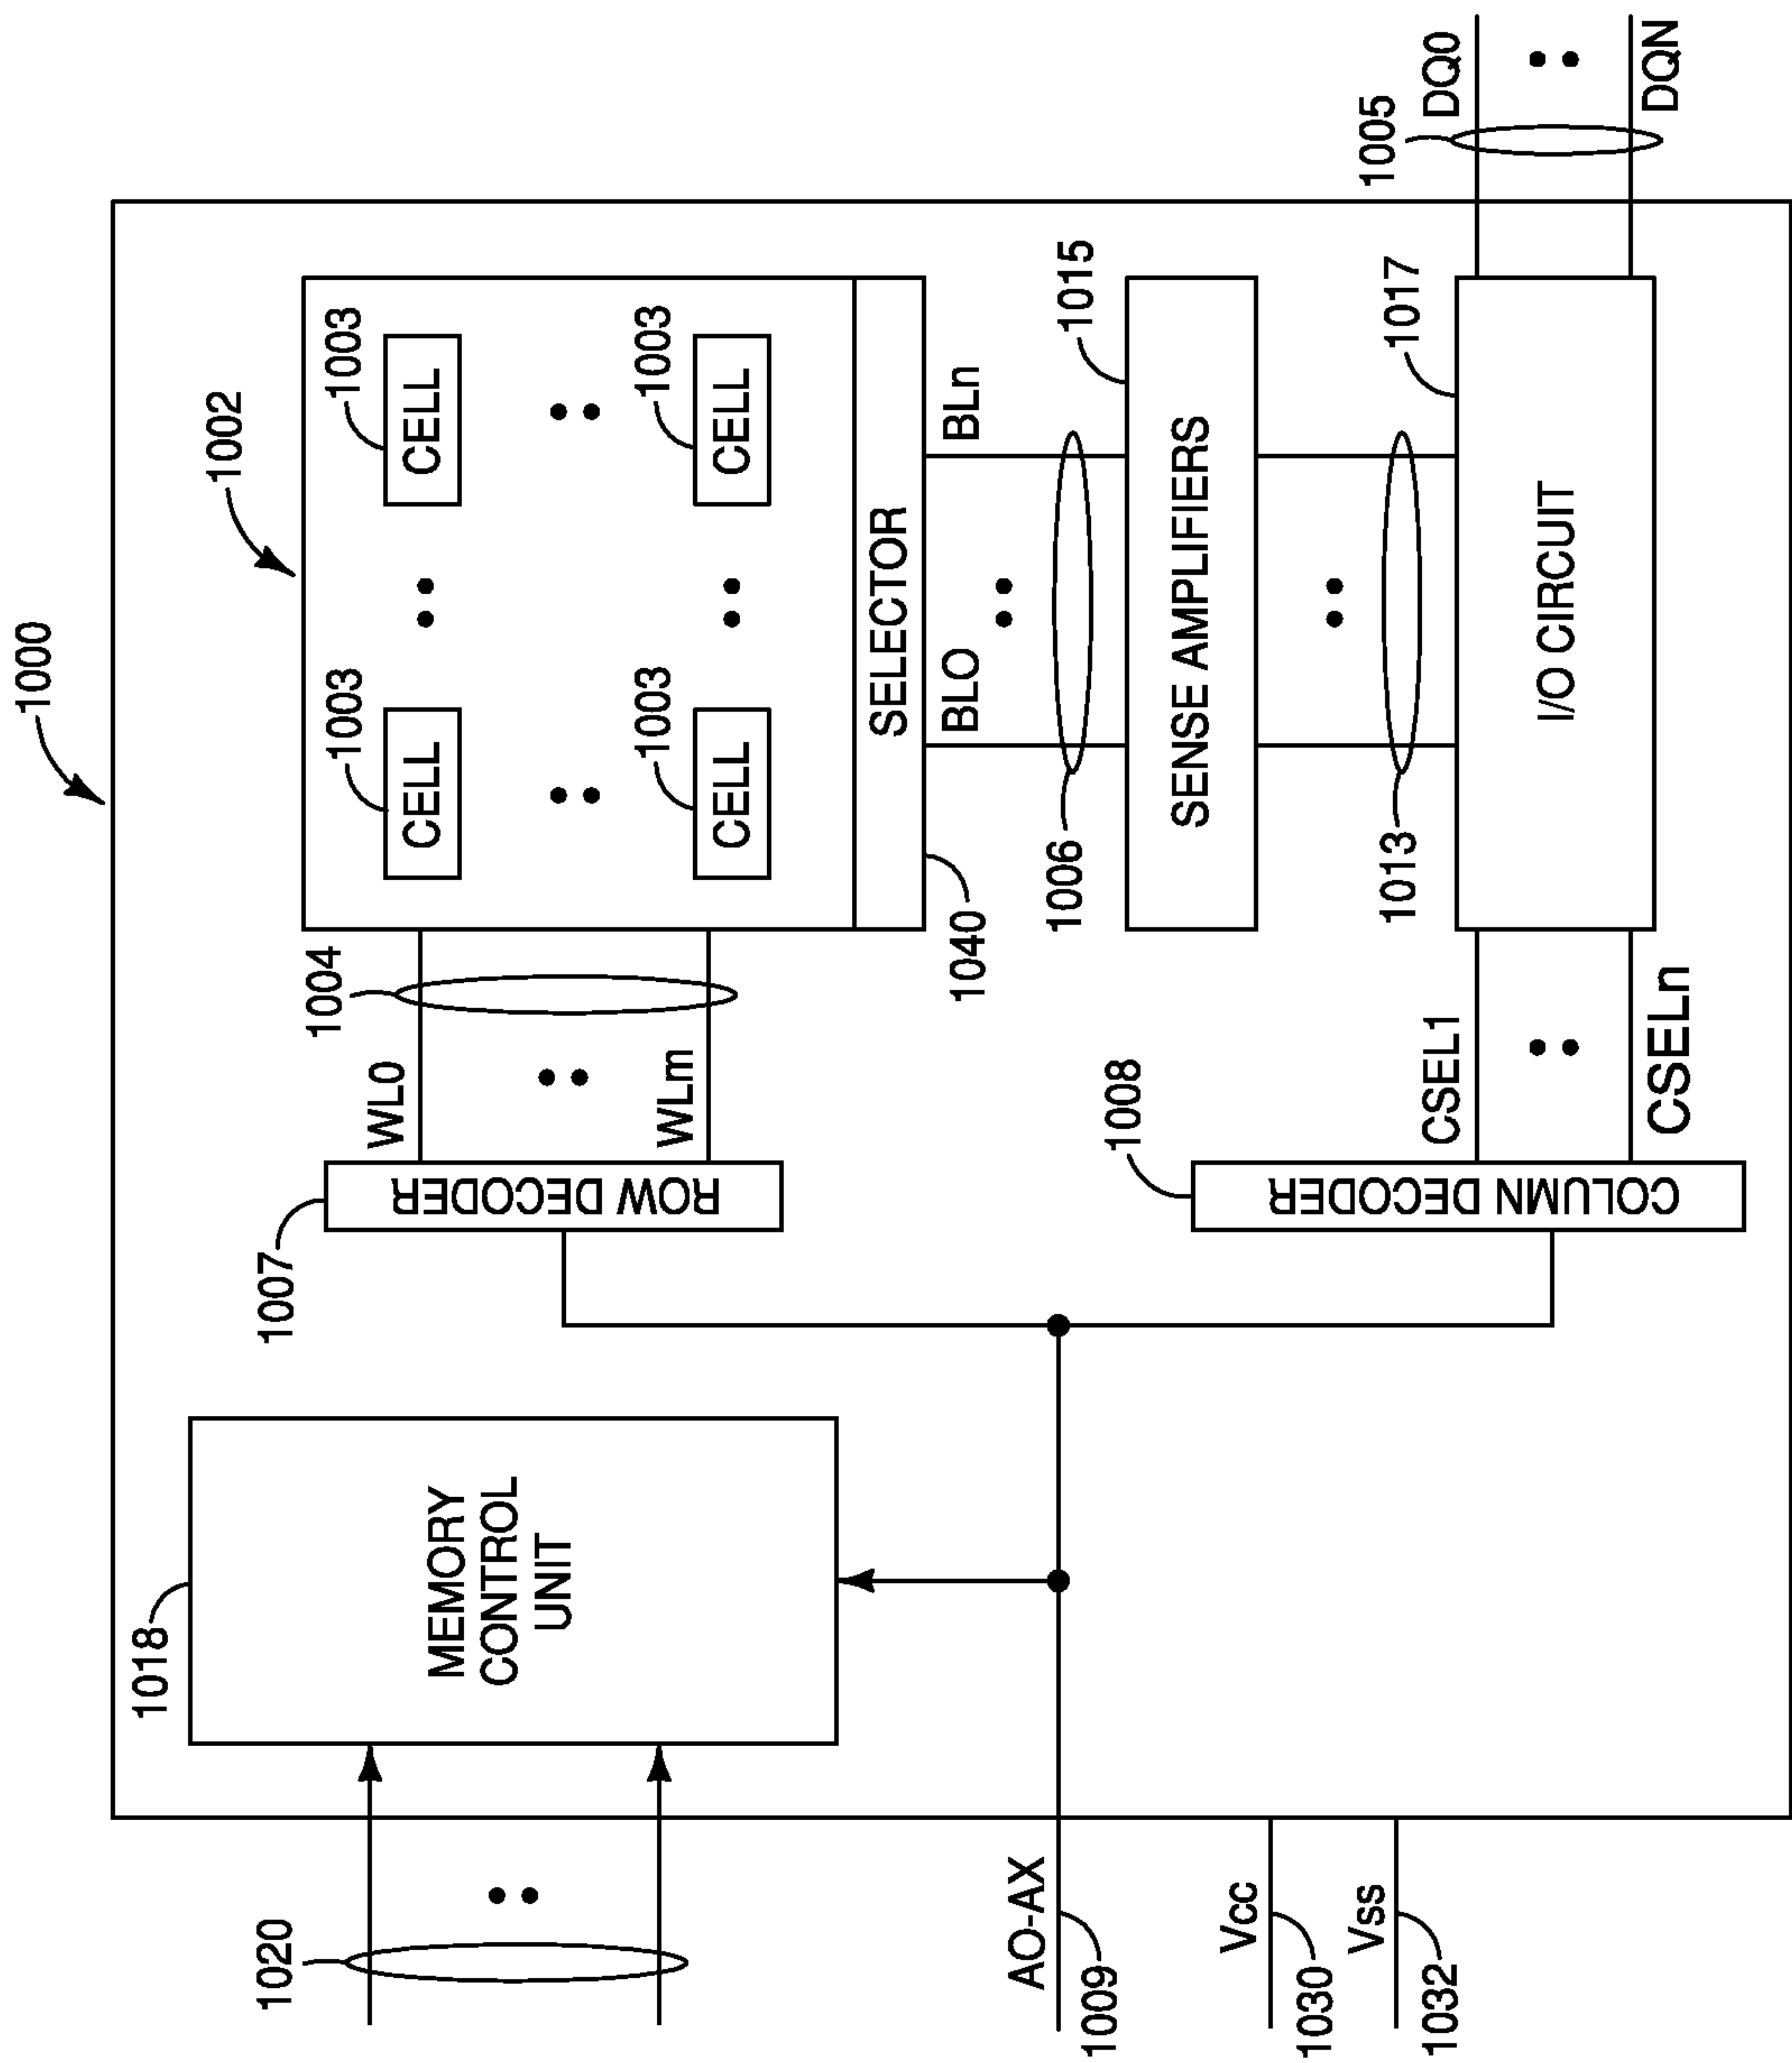 1000
1002
1003
1003
CELL
CELL
1003
1003
CELL
CELL
SELECTOR
1040
1004
WL0
WLm
1007
ROW DECODER
1018
MEMORY
CONTROL
UNIT
1020
BLO
BLn
1006
1015
SENSE AMPLIFIERS
1013
1017
I/O CIRCUIT
1008
COLUMN DECODER
CSEL1
CSELn
1005
DQ0
DQN
AO-AX
1009
Vcc
1030
Vss
1032